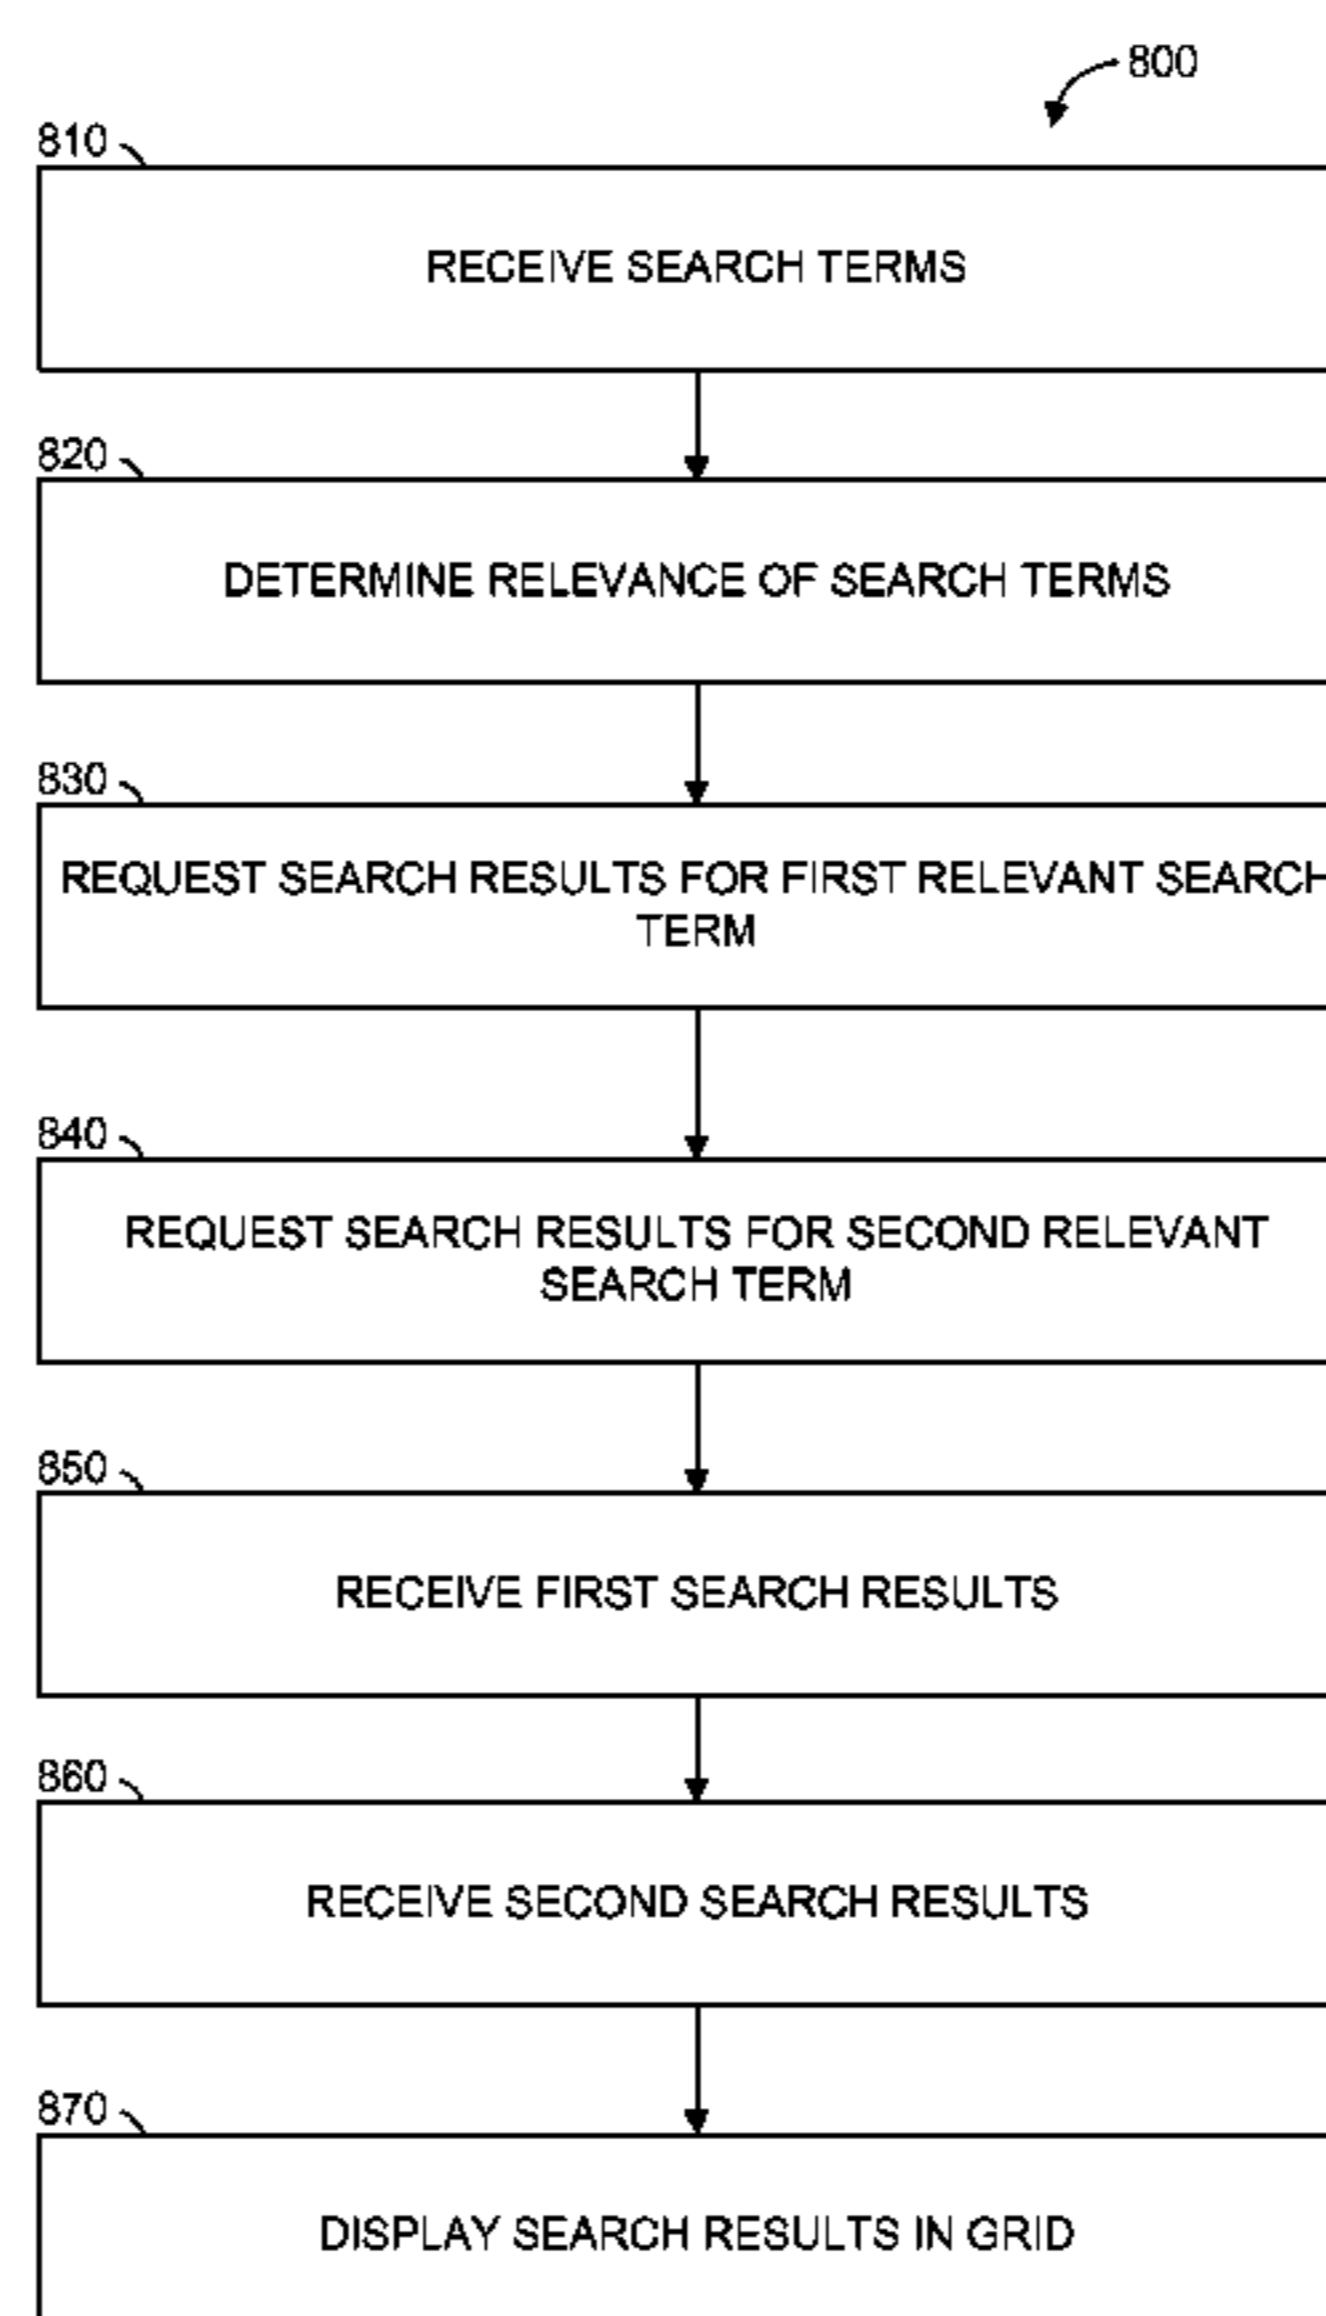 800
810
RECEIVE SEARCH TERMS
820
DETERMINE RELEVANCE OF SEARCH TERMS
830
REQUEST SEARCH RESULTS FOR FIRST RELEVANT SEARCH
TERM
840
REQUEST SEARCH RESULTS FOR SECOND RELEVANT
SEARCH TERM
850
RECEIVE FIRST SEARCH RESULTS
860
RECEIVE SECOND SEARCH RESULTS
870
DISPLAY SEARCH RESULTS IN GRID